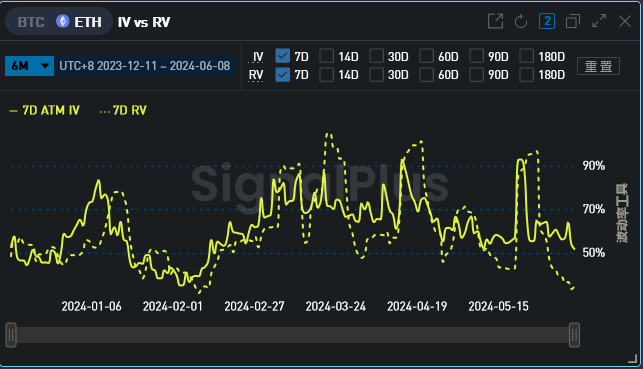 BTC ETH IV vs RV 2
6M UTC+8 2023-12-11 ~ 2024-06-08
IV 7D 14D 30D 60D 90D 180D
RV 7D 14D 30D 60D 90D 180D
重置
7D ATM IV 7D RV
SignalPlus
90%
70%
50%
波动率工具
2024-01-06 2024-02-01 2024-02-27 2024-03-24 2024-04-19 2024-05-15